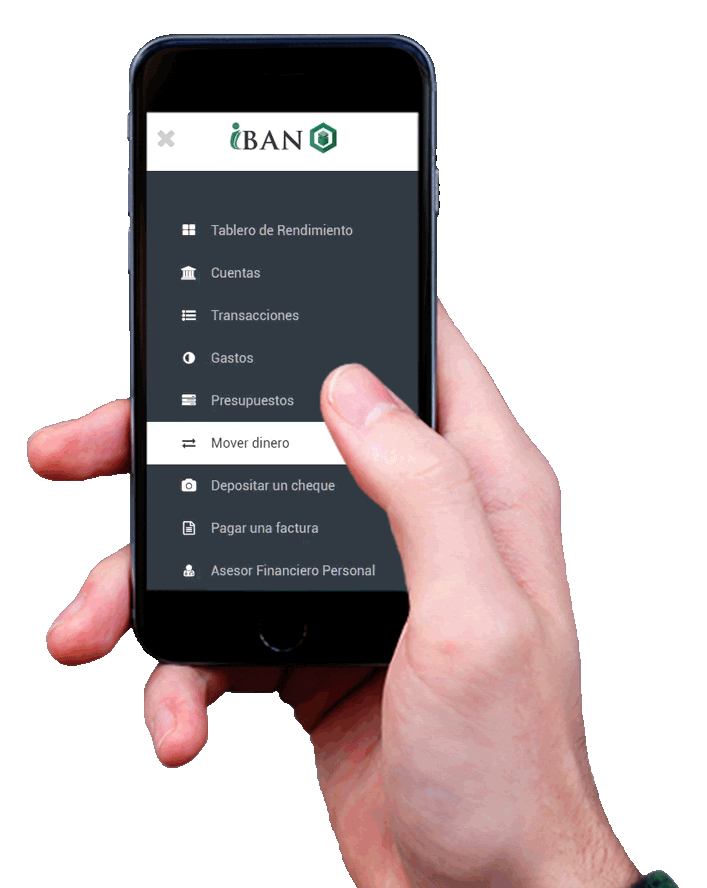 iBAN
Tablero de Rendimiento
Cuentas
Transacciones
Gastos
Presupuestos
Mover dinero
Depositar un cheque
Pagar una factura
Asesor Financiero Personal